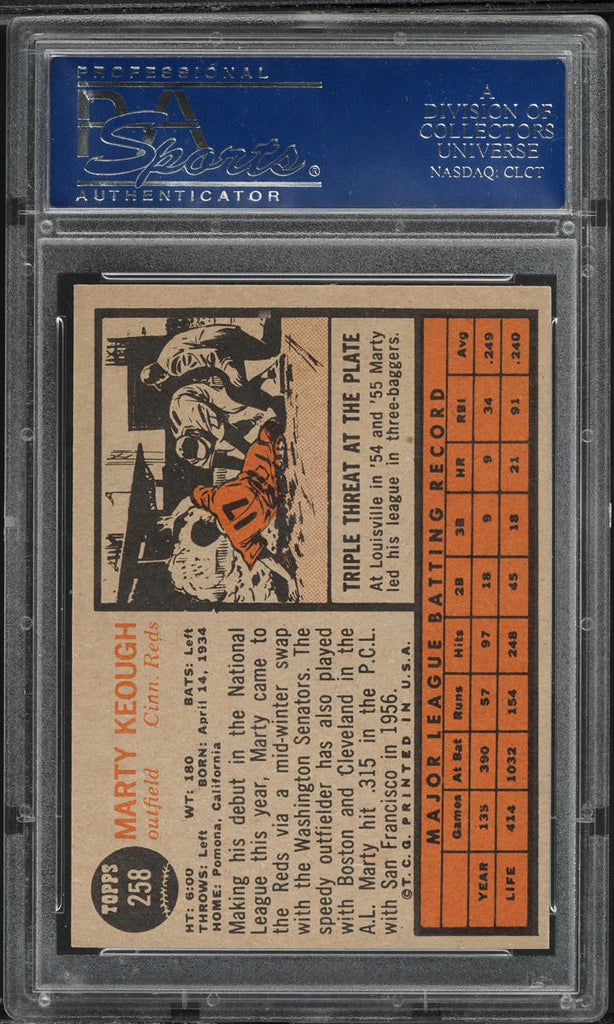 PROFESSIONAL
PSA
Sports®
AUTHENTICATOR
A
DIVISION OF
COLLECTORS
UNIVERSE
NASDAQ: CLCT
TOPPS
258
MARTY KEOUGH
outfield Cinn. Reds
HT: 6:00 WT: 180 BATS: Left
THROWS: Left BORN: April 14, 1934
HOME: Pomona, California
Making his debut in the National
League this year, Marty came to
the Reds via a mid-winter swap
with the Washington Senators. The
speedy outfielder has also played
with Boston and Cleveland in the
A.L. Marty hit .315 in the P.C.L.
with San Francisco in 1956.
©T.C.G. PRINTED IN U.S.A.
17
TRIPLE THREAT AT THE PLATE
At Louisville in '54 and '55 Marty
led his league in three-baggers.
MAJOR LEAGUE BATTING RECORD
Games At Bat Runs Hits 2B 3B HR RBI Avg
YEAR 135 390 57 97 18 9 9 34 .249
LIFE 414 1032 154 248 45 18 21 91 .240